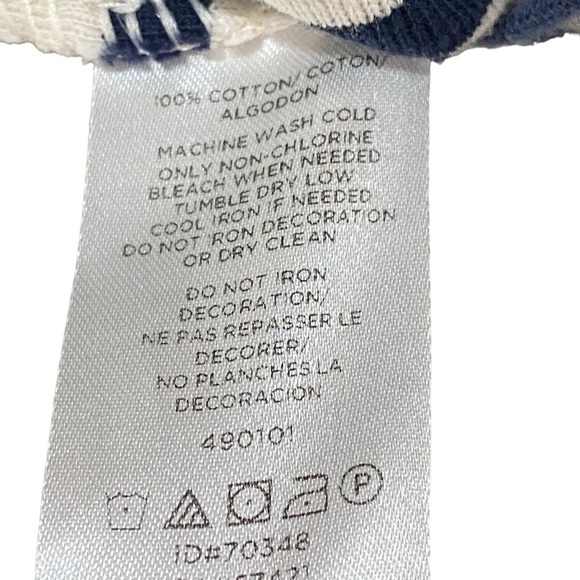 100% COTTON/ COTON/
ALGODON
MACHINE WASH COLD
ONLY NON-CHLORINE
BLEACH WHEN NEEDED
TUMBLE DRY LOW
COOL IRON IF NEEDED
DO NOT IRON DECORATION
OR DRY CLEAN
DO NOT IRON
DECORATION/
NE PAS REPASSER LE
DECORER/
NO PLANCHES LA
DECORACION
490101
P
ID#70348